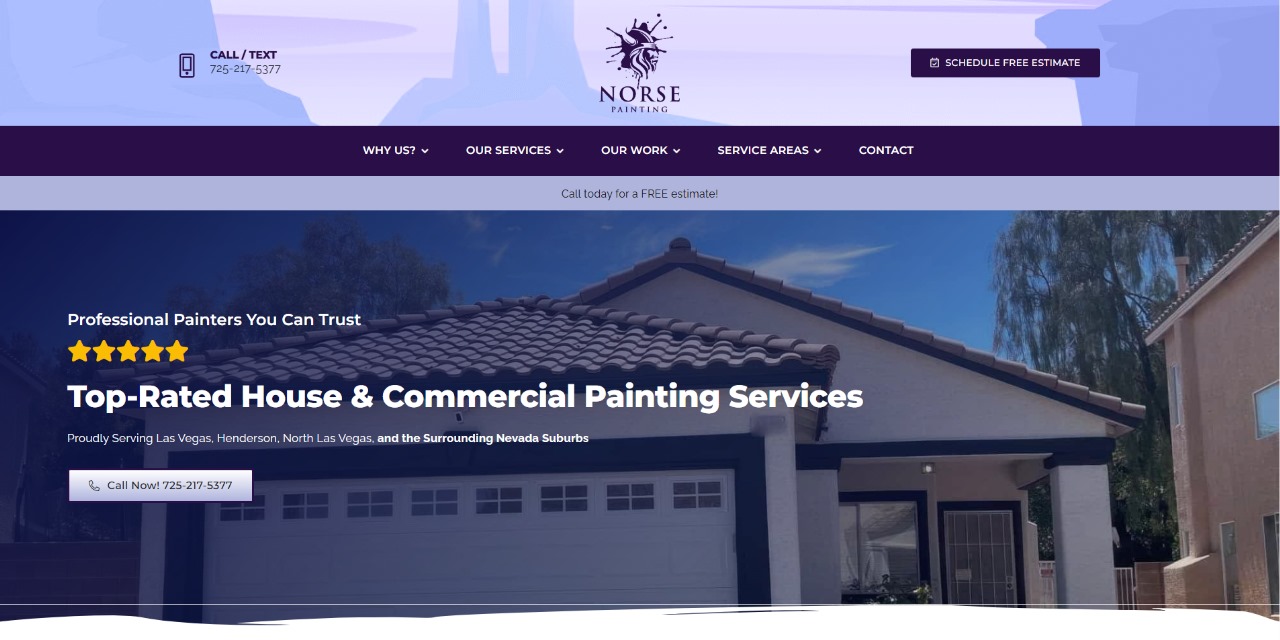 CALL / TEXT
725-217-5377
NORSE
PAINTING
SCHEDULE FREE ESTIMATE
WHY US?
OUR SERVICES
OUR WORK
SERVICE AREAS
CONTACT
Call today for a FREE estimate!
Professional Painters You Can Trust
Top-Rated House & Commercial Painting Services
Proudly Serving Las Vegas, Henderson, North Las Vegas, and the Surrounding Nevada Suburbs
Call Now! 725-217-5377